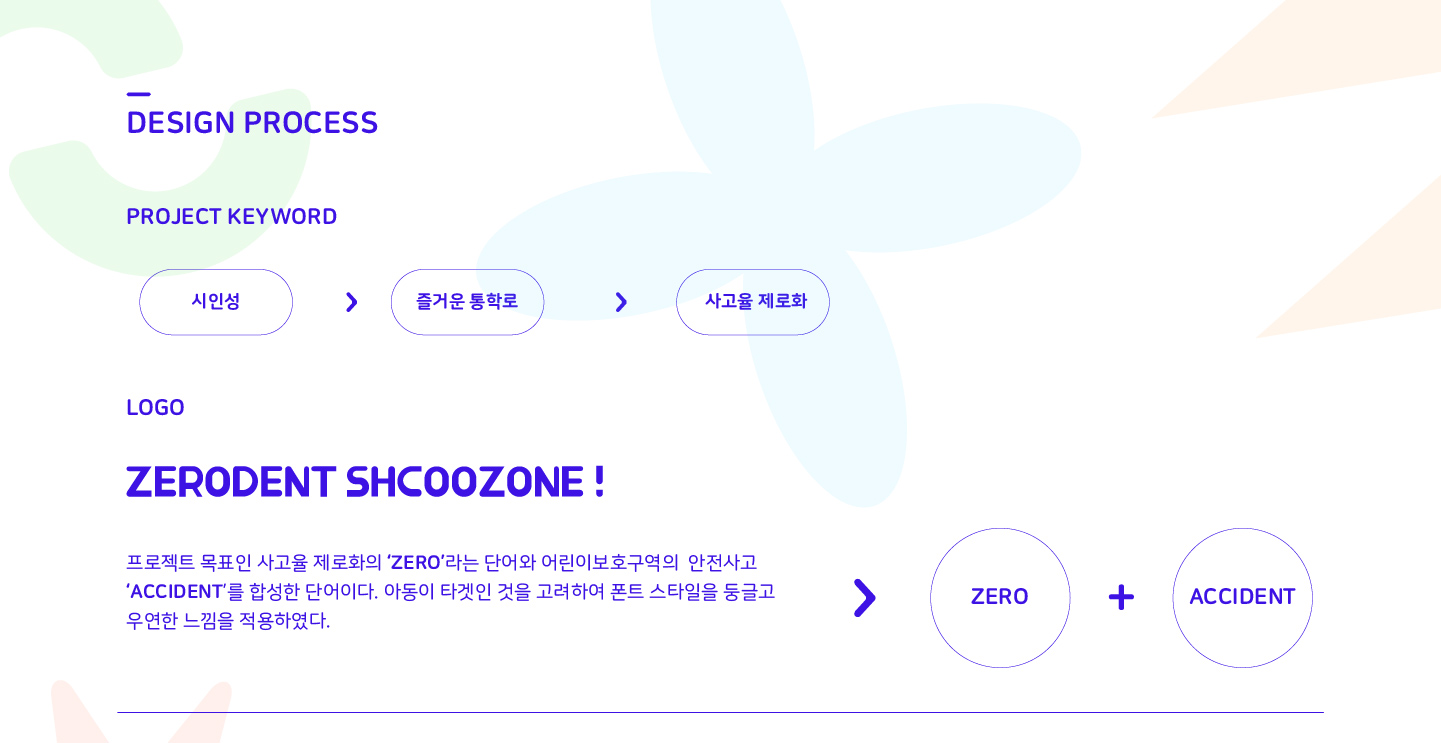 DESIGN PROCESS
PROJECT KEYWORD
시인성 > 즐거운 통학로 > 사고율 제로화
LOGO
ZERODENT SHCOOZONE !
프로젝트 목표인 사고율 제로화의 ‘ZERO’라는 단어와 어린이보호구역의 안전사고
‘ACCIDENT’를 합성한 단어이다. 아동이 타겟인 것을 고려하여 폰트 스타일을 둥글고
우연한 느낌을 적용하였다.
> ZERO + ACCIDENT